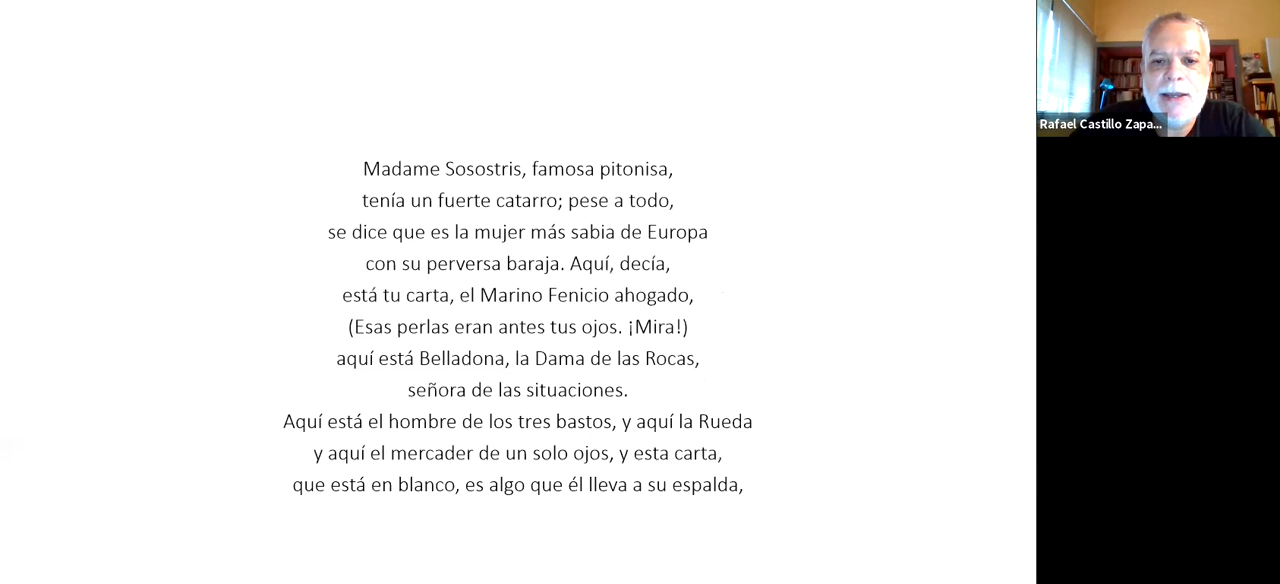 Madame Sosostris, famosa pitonisa,
tenía un fuerte catarro; pese a todo,
se dice que es la mujer más sabia de Europa
con su perversa baraja. Aquí, decía,
está tu carta, el Marino Fenicio ahogado,
(Esas perlas eran antes tus ojos. ¡Mira!)
aquí está Belladona, la Dama de las Rocas,
señora de las situaciones.
Aquí está el hombre de los tres bastos, y aquí la Rueda
y aquí el mercader de un solo ojos, y esta carta,
que está en blanco, es algo que él lleva a su espalda,
Rafael Castillo Zapa...